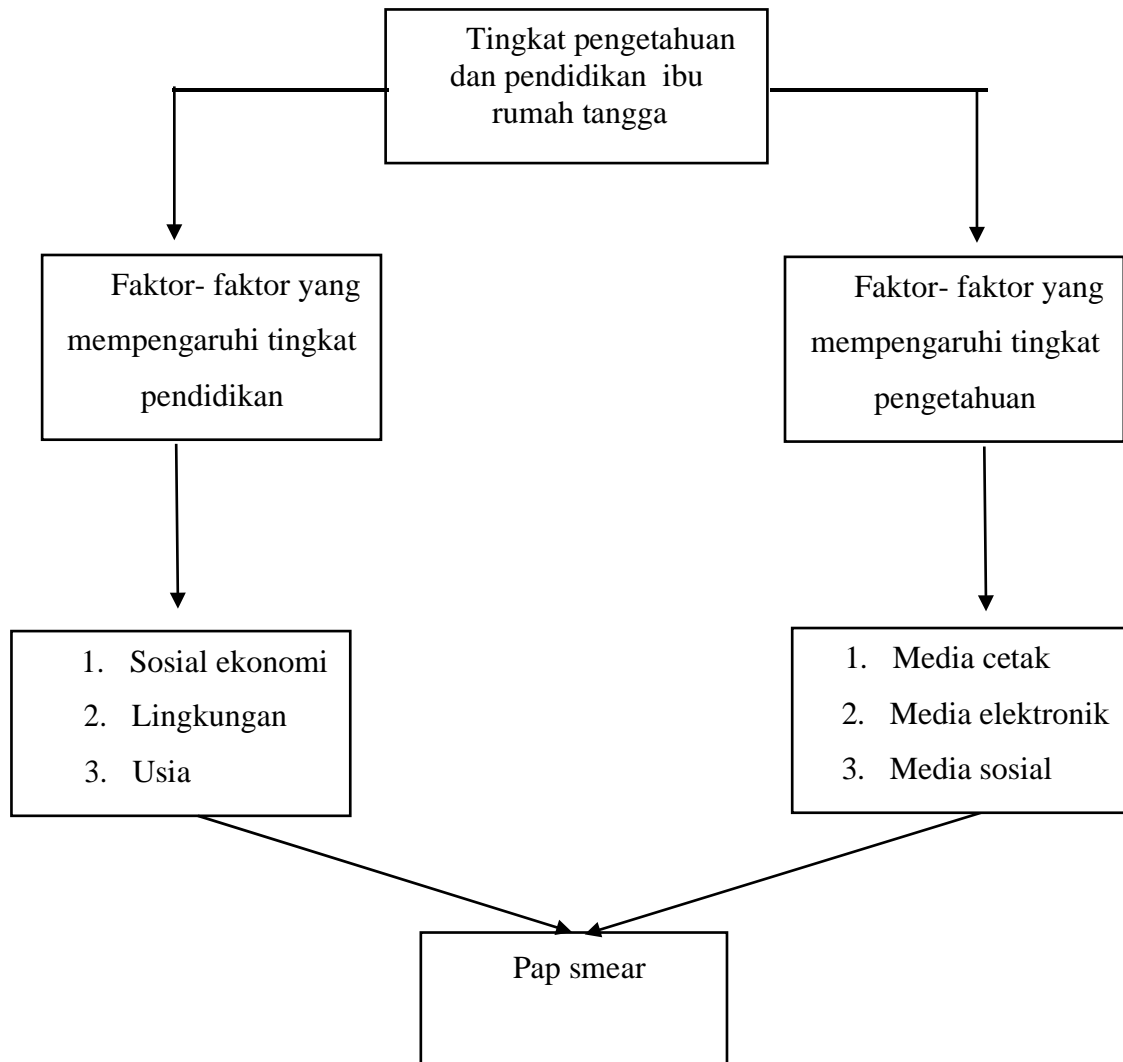 Tingkat pengetahuan
dan pendidikan ibu
rumah tangga
Faktor- faktor yang
mempengaruhi tingkat
pendidikan
Faktor- faktor yang
mempengaruhi tingkat
pengetahuan
1. Sosial ekonomi
2. Lingkungan
3. Usia
1. Media cetak
2. Media elektronik
3. Media sosial
Pap smear